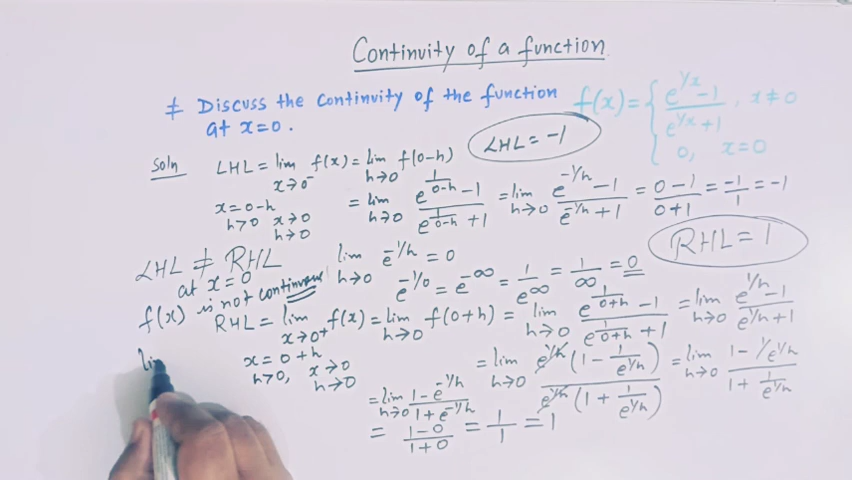 Continuity of a function
# Discuss the continuity of the function f(x) = { (e^{1/x} - 1)/(e^{1/x} + 1), x ≠ 0
at x = 0. 0, x = 0
LHL = -1
Soln LHL = lim_{x→0^-} f(x) = lim_{h→0} f(0-h)
x = 0-h
h>0 x→0
h→0
= lim_{h→0} (e^{1/(0-h)} - 1)/(e^{1/(0-h)} + 1) = lim_{h→0} (e^{-1/h} - 1)/(e^{-1/h} + 1) = (0-1)/(0+1) = -1/1 = -1
LHL ≠ RHL
at x = 0
f(x) is not continuous
lim_{h→0} e^{-1/h} = 0
RHL = 1
e^{-1/0} = e^{-∞} = 1/e^∞ = 1/∞ = 0
RHL = lim_{x→0+} f(x) = lim_{h→0} f(0+h) = lim_{h→0} (e^{1/(0+h)} - 1)/(e^{1/(0+h)} + 1) = lim_{h→0} (e^{1/h} - 1)/(e^{1/h} + 1)
lim
x = 0+h
h>0, x→0
h→0
= lim_{h→0} e^{1/h}(1 - 1/e^{1/h})/e^{1/h}(1 + 1/e^{1/h}) = lim_{h→0} (1 - 1/e^{1/h})/(1 + 1/e^{1/h})
= lim_{h→0} (1 - e^{-1/h})/(1 + e^{-1/h})
= (1-0)/(1+0) = 1/1 = 1